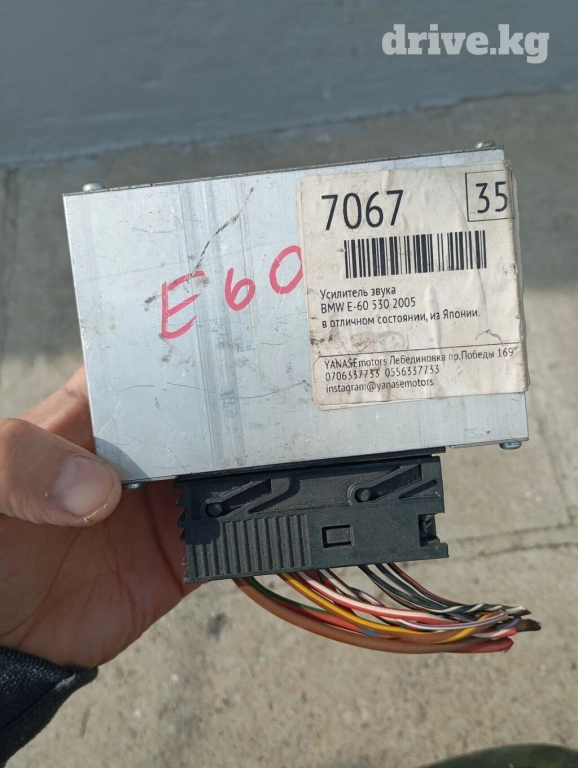 drive.kg
7067
35
E60
Усилитель звука
BMW E-60 530 2005
в отличном состоянии, из Японии.
YANASEmotors Лебединовка пр.Победы 169
0706337733 0556337733
instagram@yanasemotors